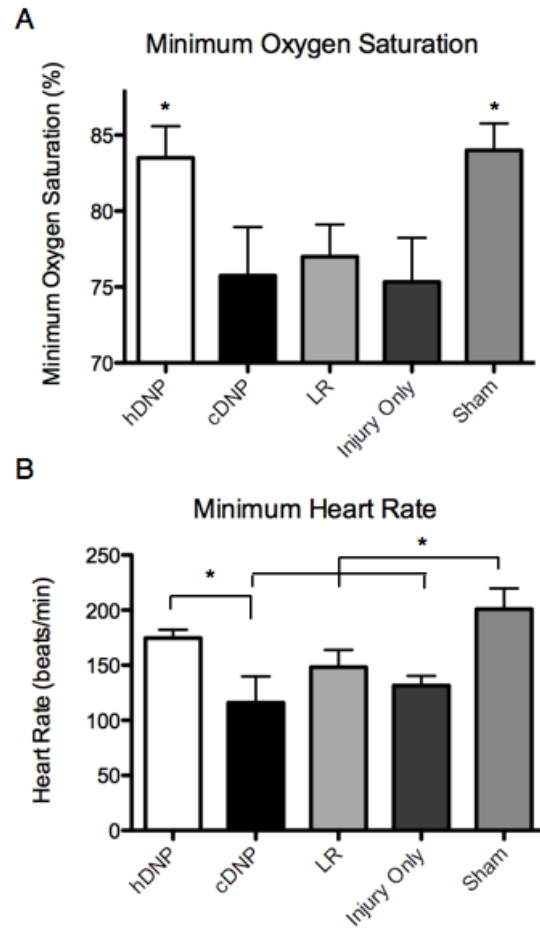 A
Minimum Oxygen Saturation
Minimum Oxygen Saturation (%)
85
80
75
70
*
*
hDNP
cDNP
LR
Injury Only
Sham
B
Minimum Heart Rate
Heart Rate (beats/min)
250
200
150
100
50
0
*
*
hDNP
cDNP
LR
Injury Only
Sham